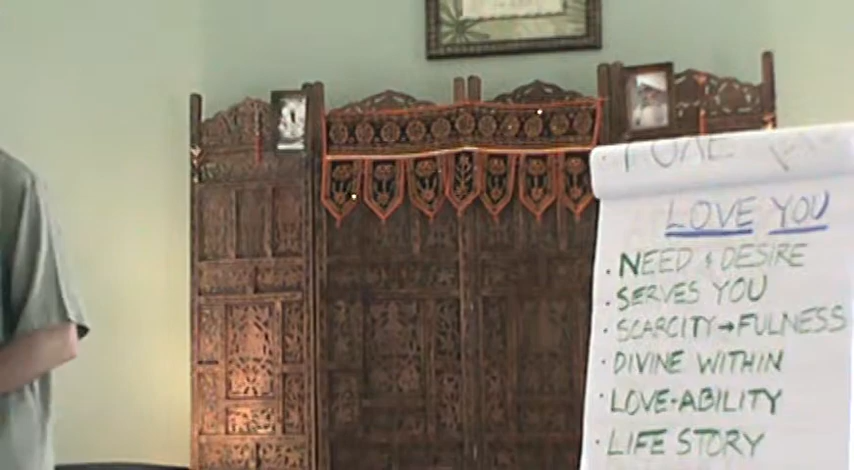 LOVE YOU
• NEED & DESIRE
• SERVES YOU
• SCARCITY→FULNESS
• DIVINE WITHIN
• LOVE-ABILITY
• LIFE STORY